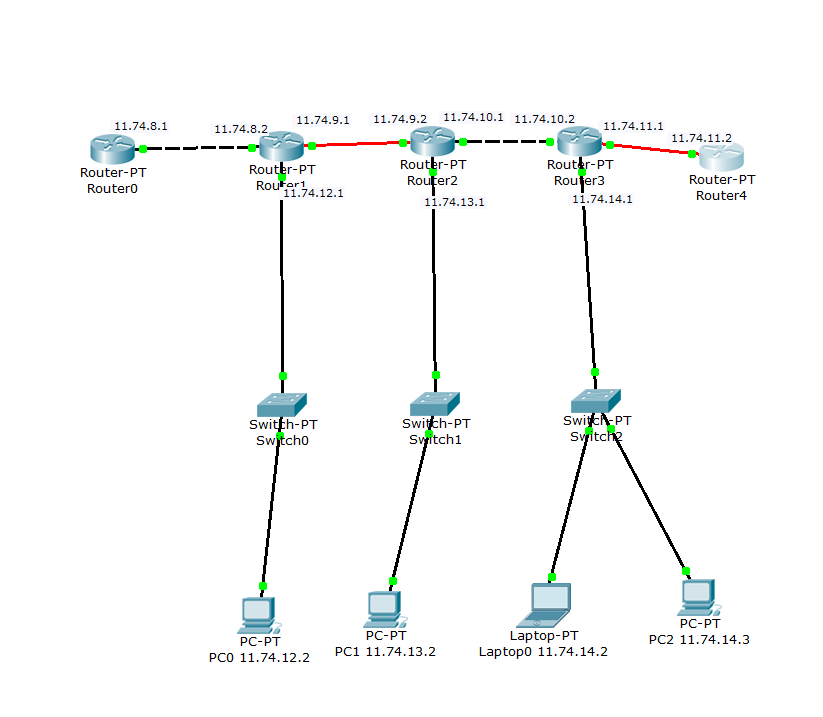 11.74.8.1
11.74.8.2
11.74.9.1
11.74.9.2
11.74.10.1
11.74.10.2
11.74.11.1
11.74.11.2
Router-PT
Router0
Router-PT
Router1
11.74.12.1
Router-PT
Router2
11.74.13.1
Router-PT
Router3
11.74.14.1
Router-PT
Router4
Switch-PT
Switch0
Switch-PT
Switch1
Switch-PT
Switch2
PC-PT
PC0 11.74.12.2
PC-PT
PC1 11.74.13.2
Laptop-PT
Laptop0 11.74.14.2
PC-PT
PC2 11.74.14.3